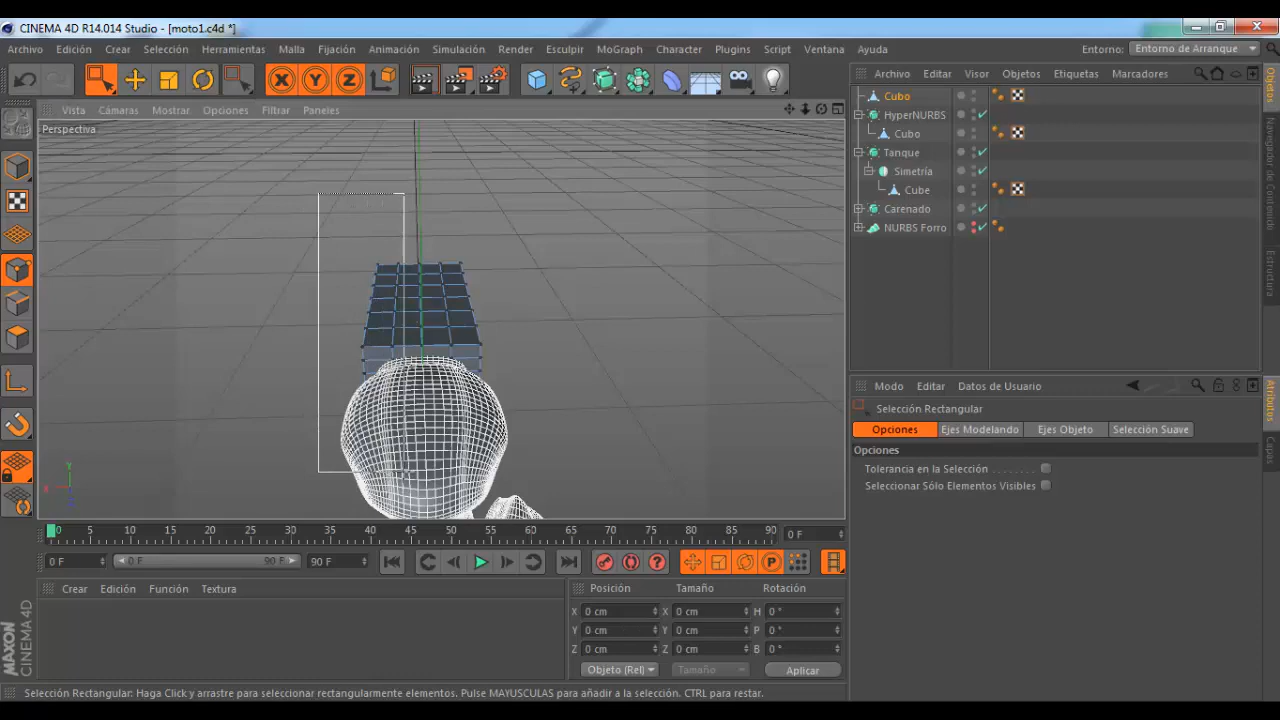 CINEMA 4D R14.014 Studio - [moto1.c4d *]
Archivo Edición Crear Selección Herramientas Malla Fijación Animación Simulación Render Esculpir MoGraph Character Plugins Script Ventana Ayuda Entorno: Entorno de Arranque
X Y Z
Archivo Editar Visor Objetos Etiquetas Marcadores
Vista Cámaras Mostrar Opciones Filtrar Paneles
Perspectiva
Cubo
HyperNURBS
Cubo
Tanque
Simetría
Cube
Carenado
NURBS Forro
Objetos
Navegador de Contenido
Estructura
Modo Editar Datos de Usuario
Selección Rectangular
Opciones Ejes Modelando Ejes Objeto Selección Suave
Opciones
Tolerancia en la Selección
Seleccionar Sólo Elementos Visibles
Atributos
Capas
Y
X
Z
0 5 10 15 20 25 30 35 40 45 50 55 60 65 70 75 80 85 90 0 F
0 F 0 F 90 F 90 F
Crear Edición Función Textura
Posición Tamaño Rotación
X 0 cm X 0 cm H 0 °
Y 0 cm Y 0 cm P 0 °
Z 0 cm Z 0 cm B 0 °
Objeto (Rel) Tamaño Aplicar
MAXON
CINEMA 4D
Selección Rectangular: Haga Click y arrastre para seleccionar rectangularmente elementos. Pulse MAYUSCULAS para añadir a la selección. CTRL para restar.